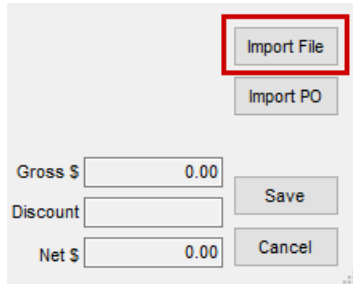 Import File
Import PO
Gross $ 0.00
Save
Discount
Net $ 0.00
Cancel